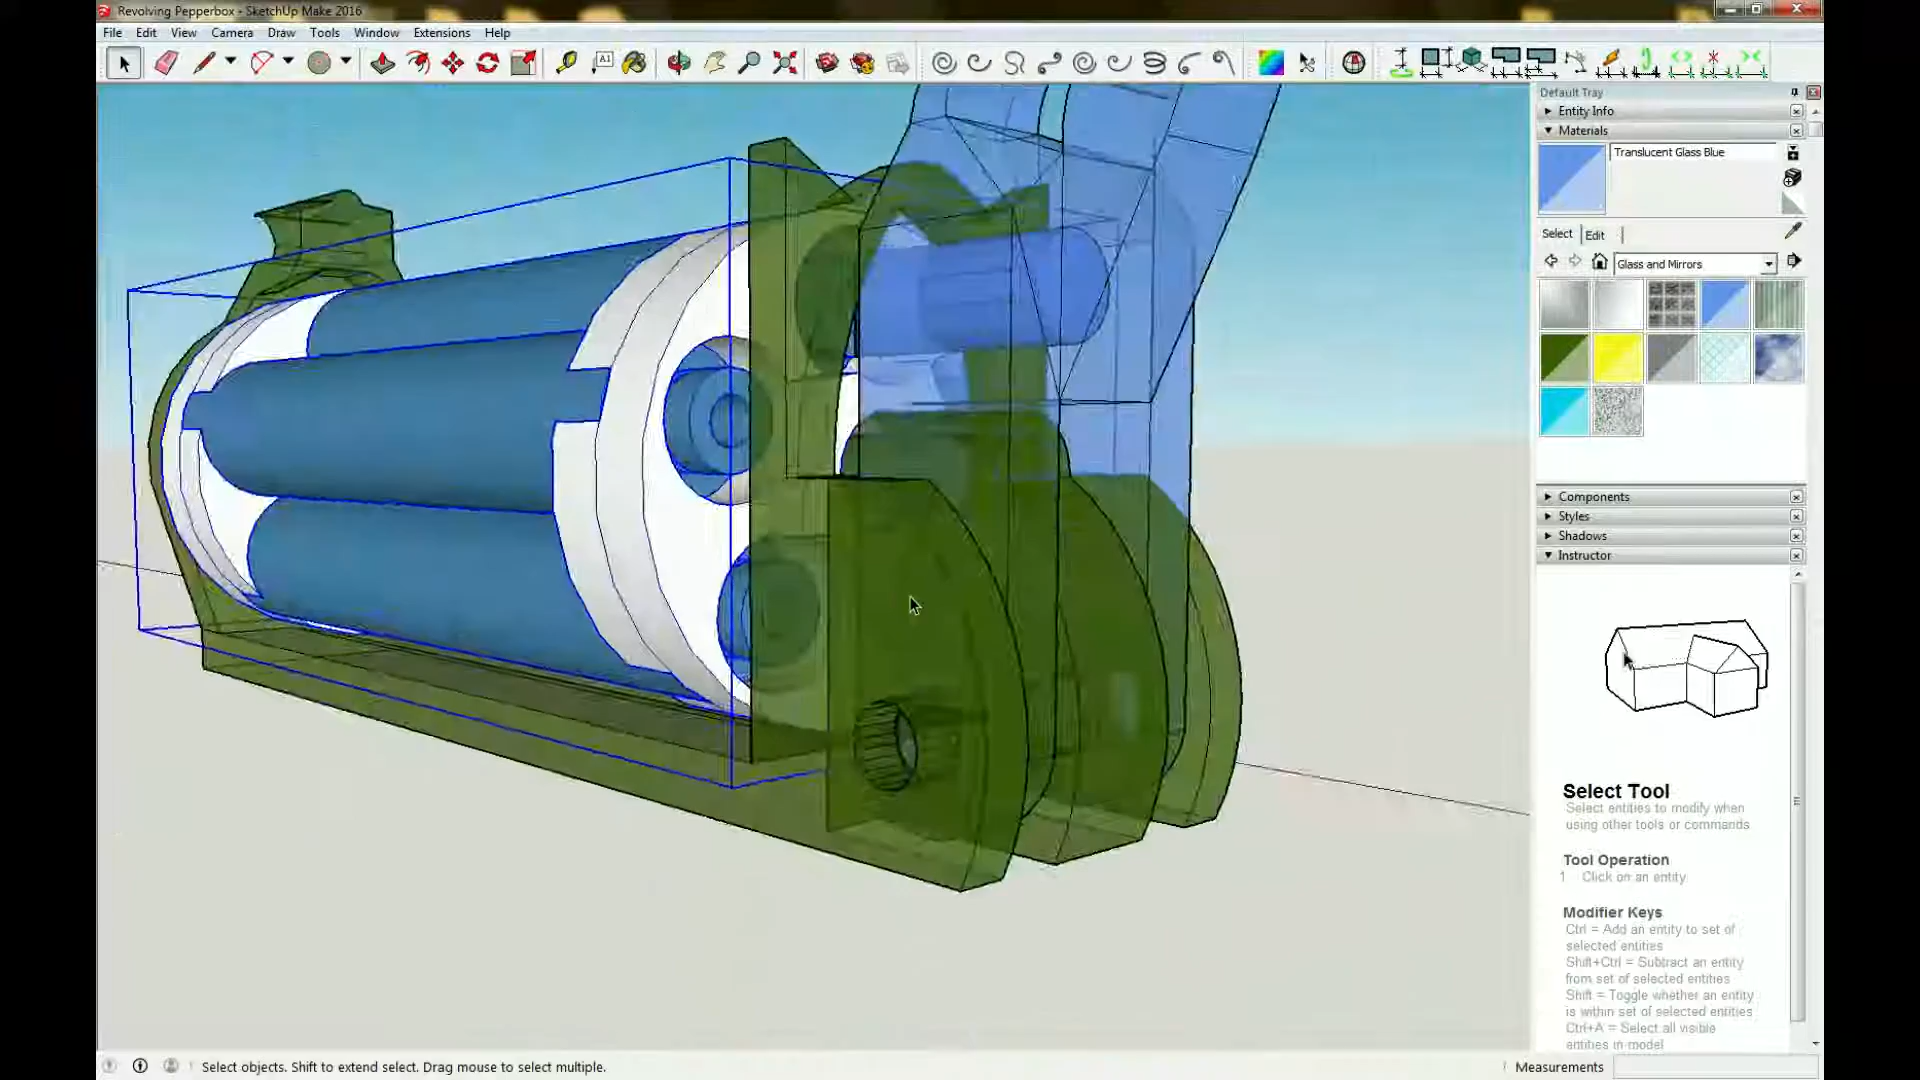 Revolving Pepperbox - SketchUp Make 2016
File Edit View Camera Draw Tools Window Extensions Help
A1
Default Tray
Entity Info
Materials
Translucent Glass Blue
Select Edit
Glass and Mirrors
Components
Styles
Shadows
Instructor
Select Tool
Select entities to modify when
using other tools or commands
Tool Operation
1 Click on an entity
Modifier Keys
Ctrl = Add an entity to set of
selected entities
Shift+Ctrl = Subtract an entity
from set of selected entities
Shift = Toggle whether an entity
is within set of selected entities
Ctrl+A = Select all visible
entities in model
Select objects. Shift to extend select. Drag mouse to select multiple.
Measurements